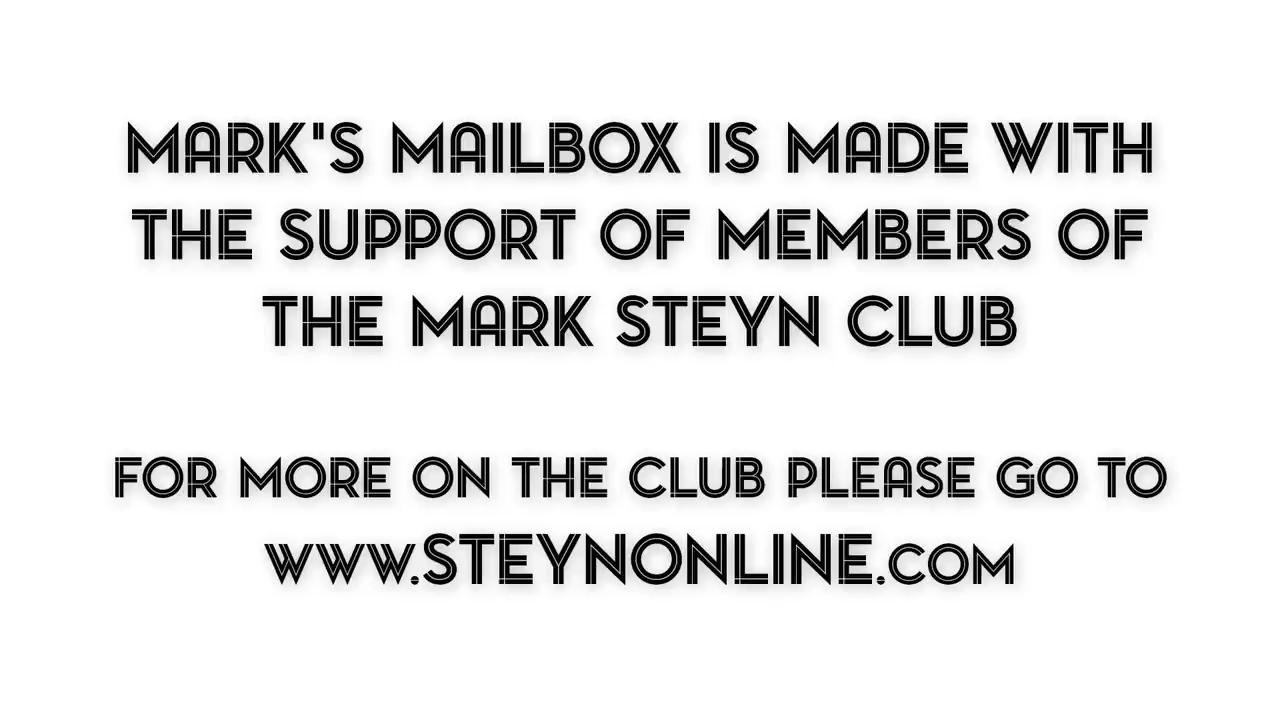 MARK'S MAILBOX IS MADE WITH
THE SUPPORT OF MEMBERS OF
THE MARK STEYN CLUB
FOR MORE ON THE CLUB PLEASE GO TO
WWW.STEYNONLINE.COM